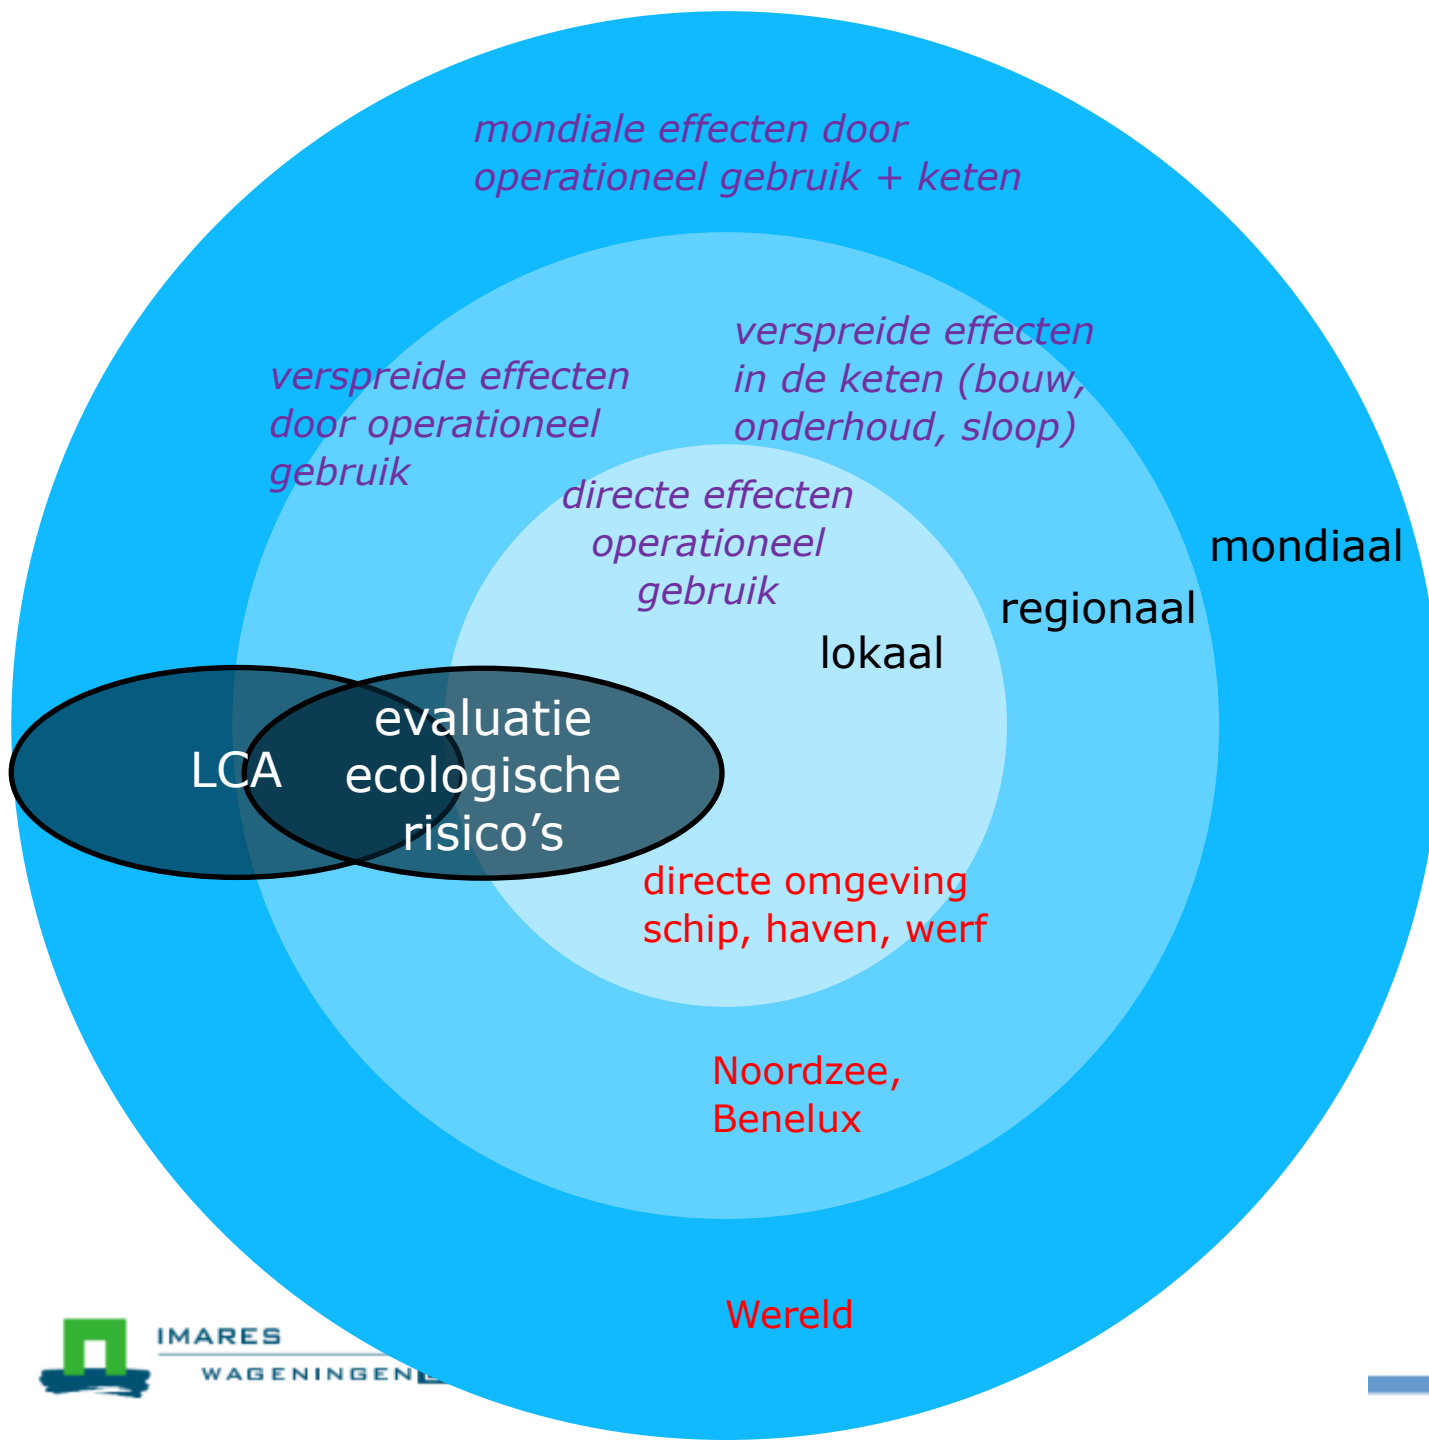 mondiale effecten door
operationeel gebruik + keten
verspreide effecten
in de keten (bouw,
onderhoud, sloop)
verspreide effecten
door operationeel
gebruik
directe effecten
operationeel
gebruik
mondiaal
regionaal
lokaal
LCA
evaluatie
ecologische
risico’s
directe omgeving
schip, haven, werf
Noordzee,
Benelux
Wereld
IMARES
WAGENINGEN